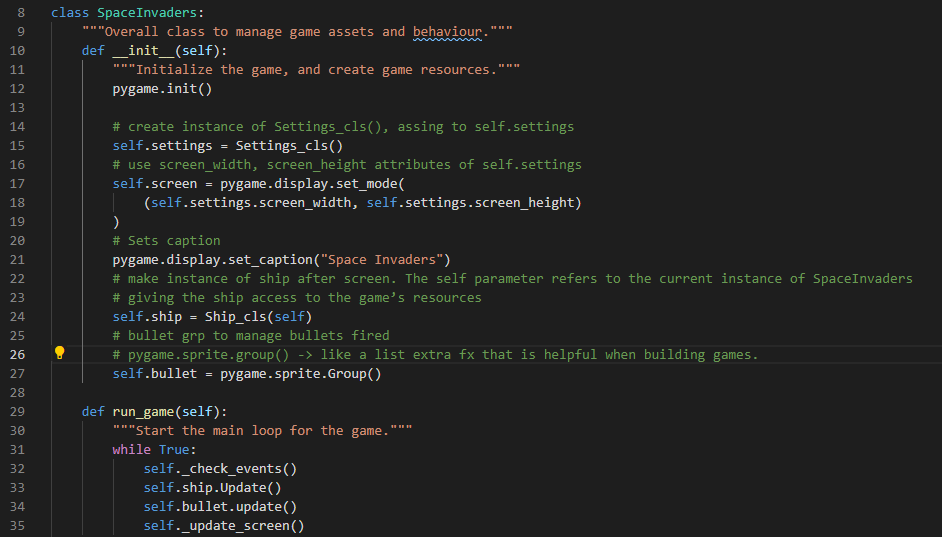 8 class SpaceInvaders:
9 """Overall class to manage game assets and behaviour."""
10 def __init__(self):
11 """Initialize the game, and create game resources."""
12 pygame.init()
13
14 # create instance of Settings_cls(), assing to self.settings
15 self.settings = Settings_cls()
16 # use screen_width, screen_height attributes of self.settings
17 self.screen = pygame.display.set_mode(
18 (self.settings.screen_width, self.settings.screen_height)
19 )
20 # Sets caption
21 pygame.display.set_caption("Space Invaders")
22 # make instance of ship after screen. The self parameter refers to the current instance of SpaceInvaders
23 # giving the ship access to the game’s resources
24 self.ship = Ship_cls(self)
25 # bullet grp to manage bullets fired
26 # pygame.sprite.group() -> like a list extra fx that is helpful when building games.
27 self.bullet = pygame.sprite.Group()
28
29 def run_game(self):
30 """Start the main loop for the game."""
31 while True:
32 self._check_events()
33 self.ship.Update()
34 self.bullet.update()
35 self._update_screen()